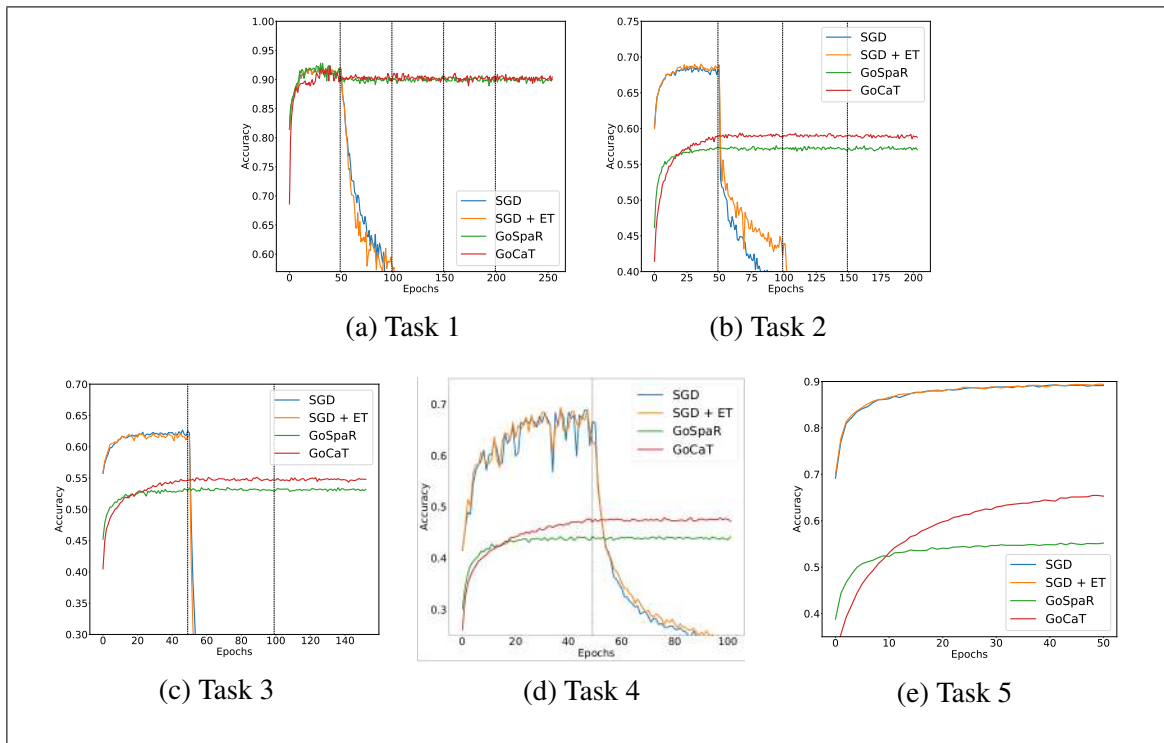 1.00
0.95
0.90
0.85
0.80
0.75
0.70
0.65
0.60
Accuracy
0 50 100 150 200 250
Epochs
SGD
SGD + ET
GoSpaR
GoCaT
(a) Task 1
0.75
0.70
0.65
0.60
0.55
0.50
0.45
0.40
Accuracy
0 25 50 75 100 125 150 175 200
Epochs
SGD
SGD + ET
GoSpaR
GoCaT
(b) Task 2
0.70
0.65
0.60
0.55
0.50
0.45
0.40
0.35
0.30
Accuracy
0 20 40 60 80 100 120 140
Epochs
SGD
SGD + ET
GoSpaR
GoCaT
(c) Task 3
0.7
0.6
0.5
0.4
0.3
Accuracy
0 20 40 60 80 100
Epochs
SGD
SGD + ET
GoSpaR
GoCaT
(d) Task 4
0.9
0.8
0.7
0.6
0.5
0.4
Accuracy
0 10 20 30 40 50
Epochs
SGD
SGD + ET
GoSpaR
GoCaT
(e) Task 5